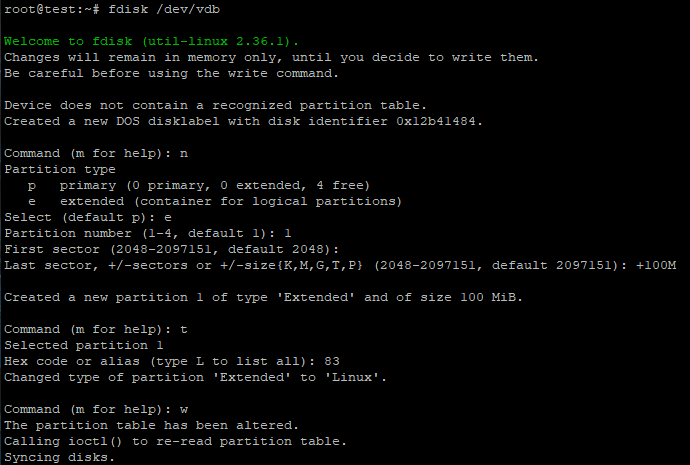 root@test:~# fdisk /dev/vdb
Welcome to fdisk (util-linux 2.36.1).
Changes will remain in memory only, until you decide to write them.
Be careful before using the write command.
Device does not contain a recognized partition table.
Created a new DOS disklabel with disk identifier 0x12b41484.
Command (m for help): n
Partition type
   p   primary (0 primary, 0 extended, 4 free)
   e   extended (container for logical partitions)
Select (default p): e
Partition number (1-4, default 1): 1
First sector (2048-2097151, default 2048):
Last sector, +/-sectors or +/-size{K,M,G,T,P} (2048-2097151, default 2097151): +100M
Created a new partition 1 of type 'Extended' and of size 100 MiB.
Command (m for help): t
Selected partition 1
Hex code or alias (type L to list all): 83
Changed type of partition 'Extended' to 'Linux'.
Command (m for help): w
The partition table has been altered.
Calling ioctl() to re-read partition table.
Syncing disks.